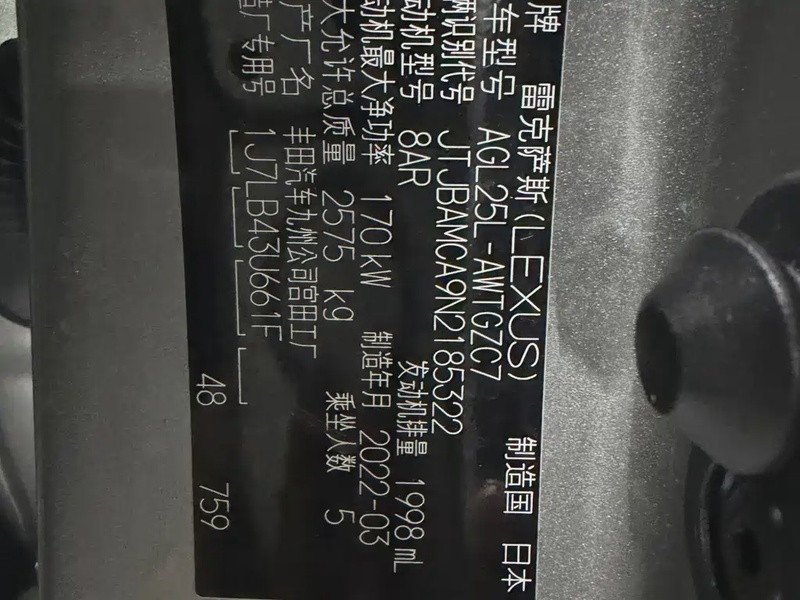 牌 雷克萨斯(LEXUS) 制造国 日本
车型号 AGL25L-AWTGZC7
辆识别代号 JTJBAMCA9N2185322
动机型号 8AR 发动机排量 1998 mL
动机最大净功率 170 kW 制造年月 2022-03
大允许总质量 2575 kg 乘坐人数 5
产厂名 丰田汽车九州公司宫田工厂
造厂专用号 1J7LB43U661F
48 759